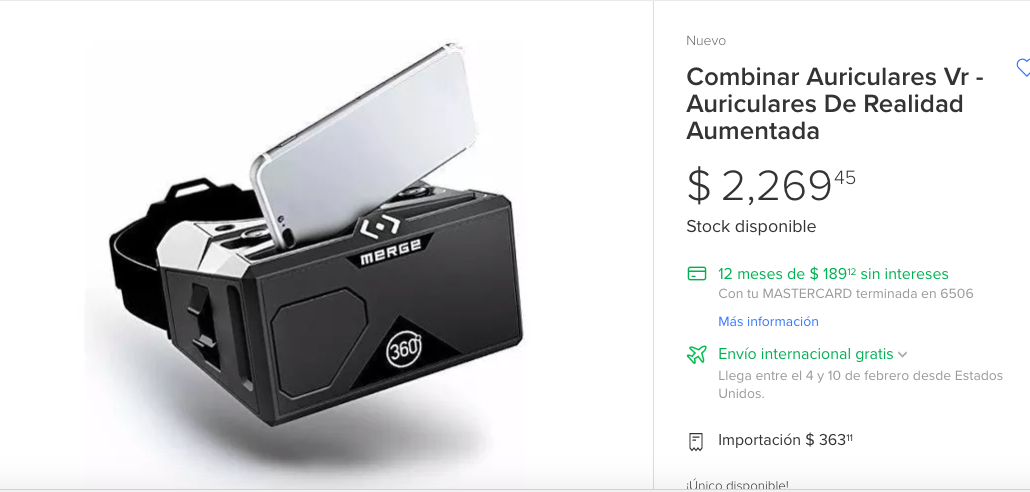 Nuevo
Combinar Auriculares Vr -
Auriculares De Realidad
Aumentada
$ 2,269 45
Stock disponible
12 meses de $ 189 12 sin intereses
Con tu MASTERCARD terminada en 6506
Más información
Envío internacional gratis
Llega entre el 4 y 10 de febrero desde Estados
Unidos.
Importación $ 363 11
¡Único disponible!
MERGE
360°